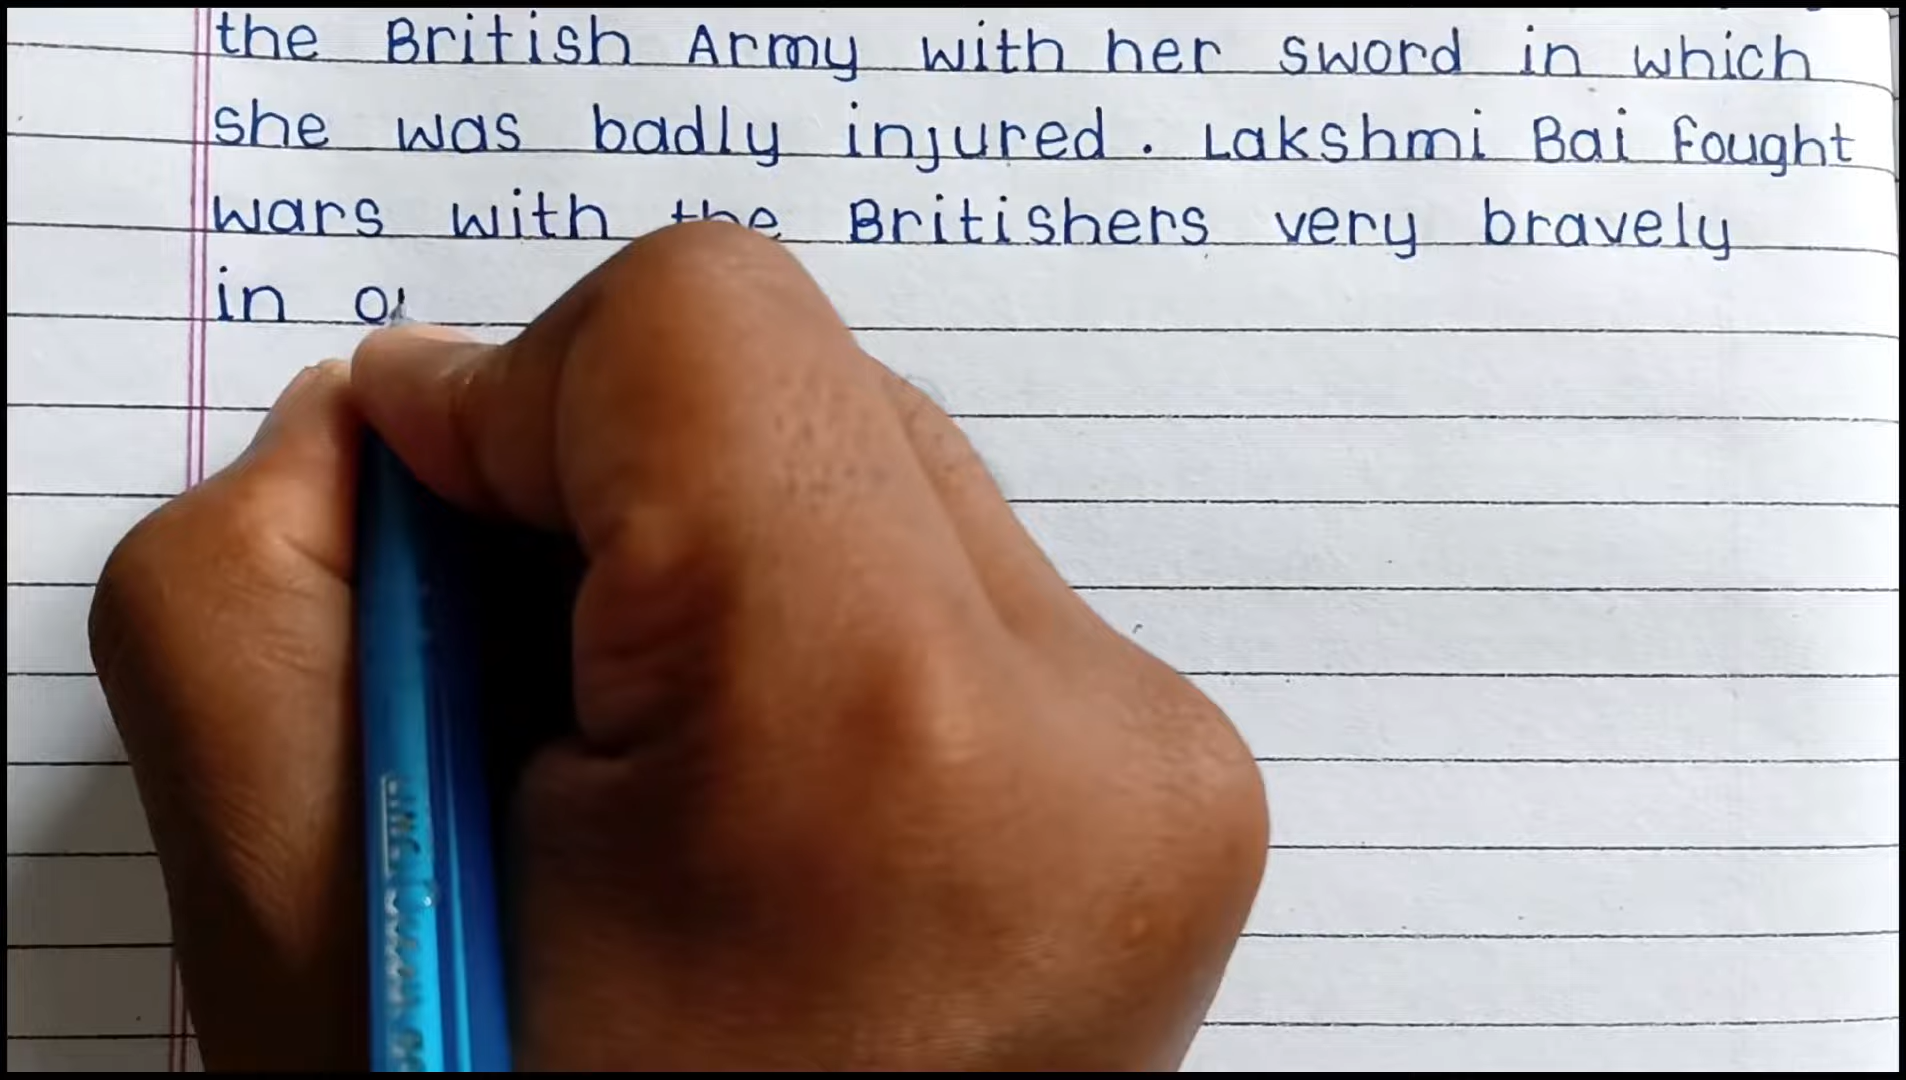 the British Army with her sword in which
she was badly injured. Lakshmi Bai fought
wars with the Britishers very bravely
in